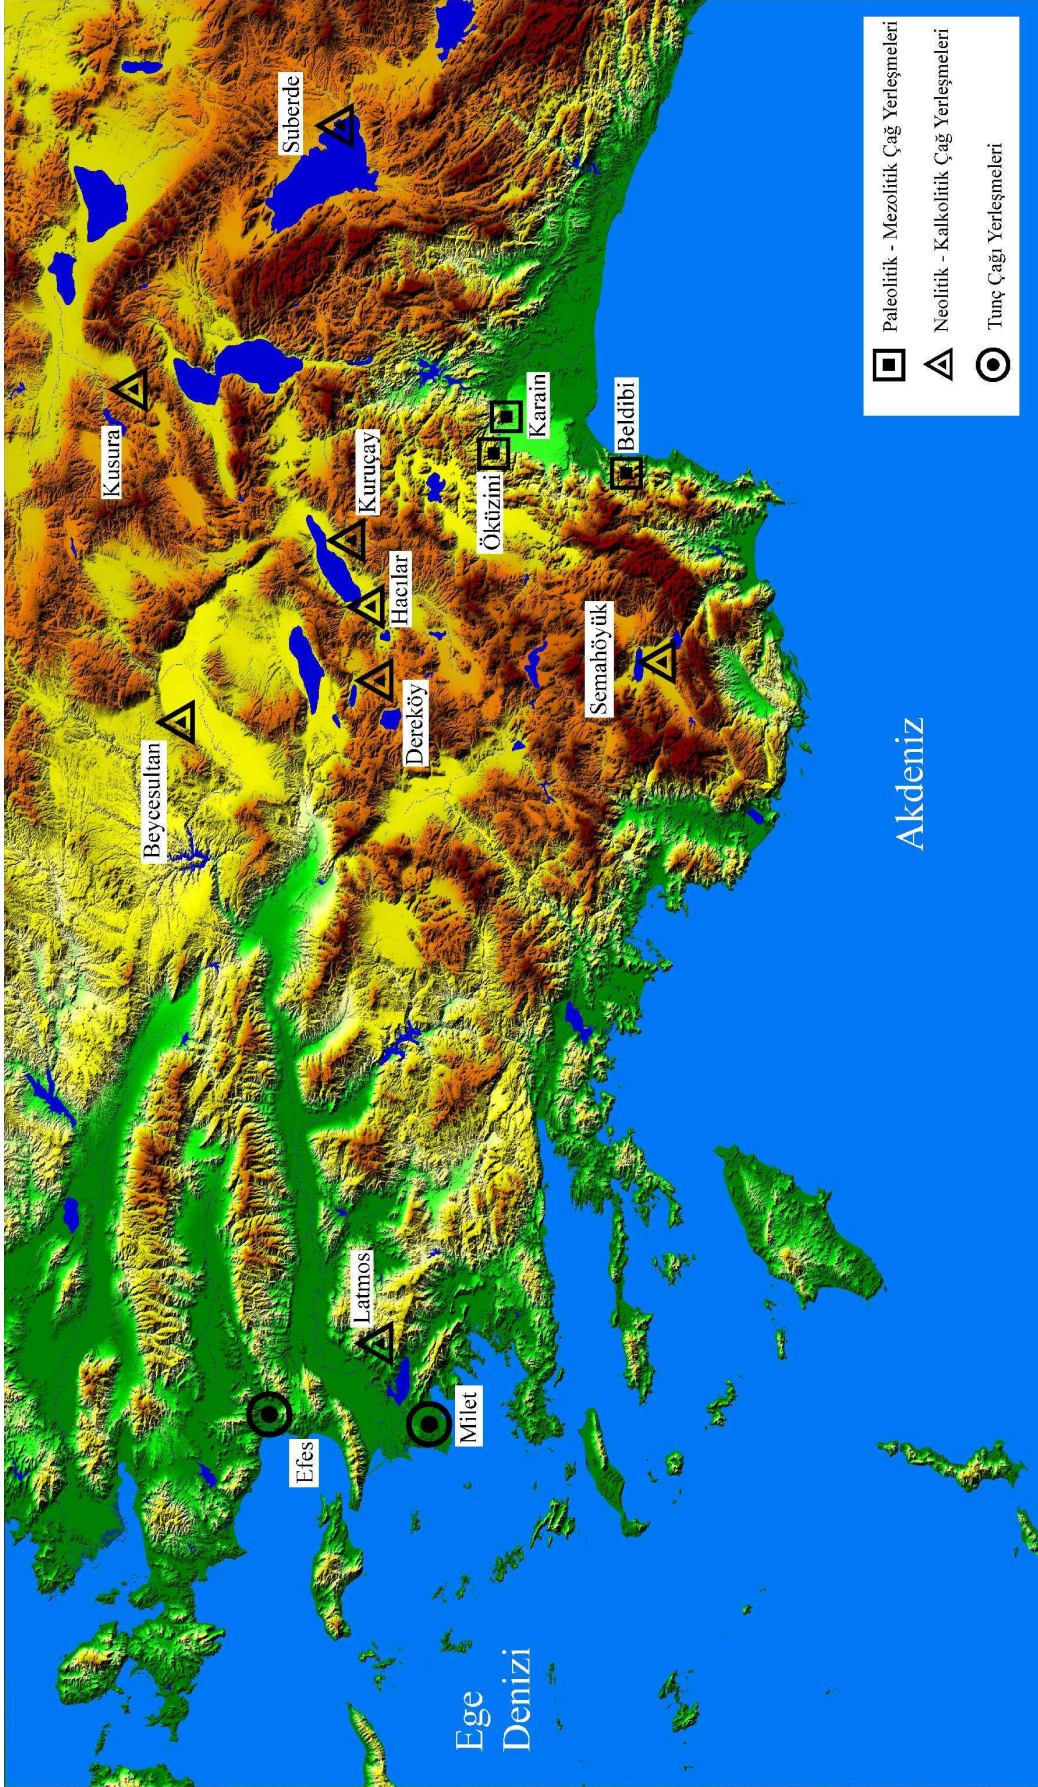 Suberde
Kusura
Kuruçay
Hacılar
Dereköy
Beycesultan
Öküzini
Karain
Beldibi
Semahöyük
Latmos
Efes
Milet
Akdeniz
Ege
Denizi
Paleolitik - Mezolitik Çağ Yerleşmeleri
Neolitik - Kalkolitik Çağ Yerleşmeleri
Tunç Çağı Yerleşmeleri